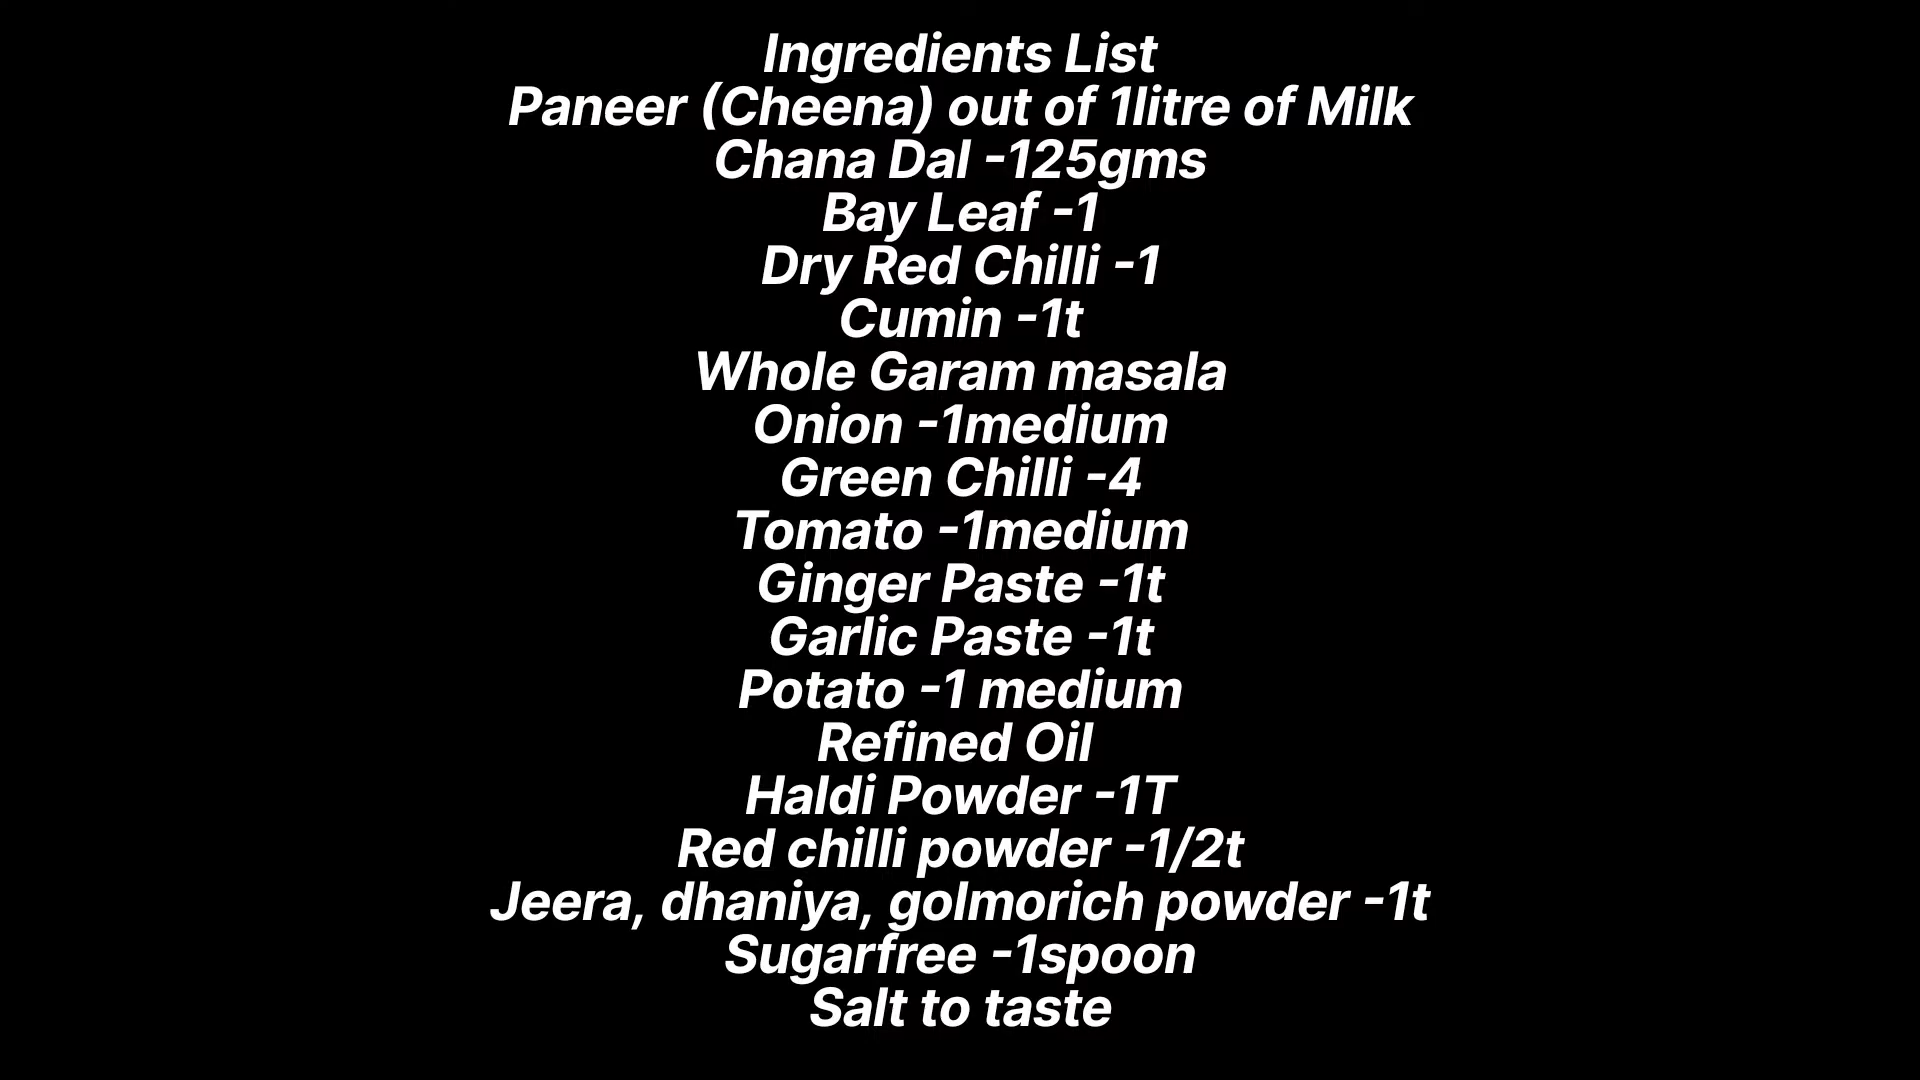 Ingredients List
Paneer (Cheena) out of 1litre of Milk
Chana Dal -125gms
Bay Leaf -1
Dry Red Chilli -1
Cumin -1t
Whole Garam masala
Onion -1medium
Green Chilli -4
Tomato -1medium
Ginger Paste -1t
Garlic Paste -1t
Potato -1 medium
Refined Oil
Haldi Powder -1T
Red chilli powder -1/2t
Jeera, dhaniya, golmorich powder -1t
Sugarfree -1spoon
Salt to taste